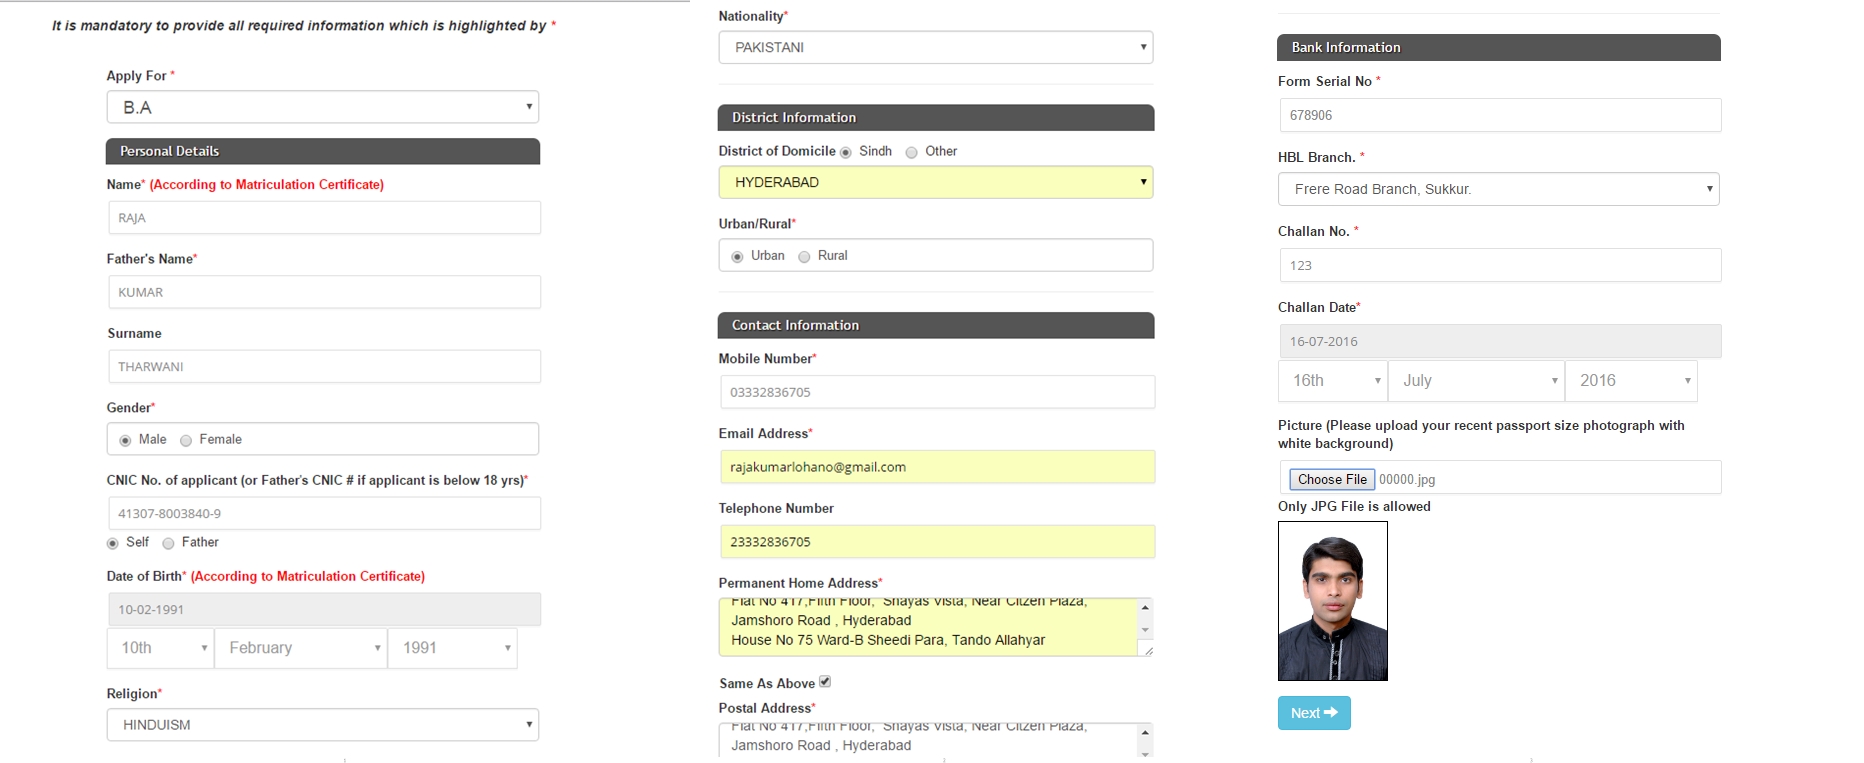 It is mandatory to provide all required information which is highlighted by *
Apply For *
B.A
Personal Details
Name* (According to Matriculation Certificate)
RAJA
Father's Name*
KUMAR
Surname
THARWANI
Gender*
Male Female
CNIC No. of applicant (or Father's CNIC # if applicant is below 18 yrs)*
41307-8003840-9
Self Father
Date of Birth* (According to Matriculation Certificate)
10-02-1991
10th February 1991
Religion*
HINDUISM
Nationality*
PAKISTANI
District Information
District of Domicile Sindh Other
HYDERABAD
Urban/Rural*
Urban Rural
Contact Information
Mobile Number*
03332836705
Email Address*
rajakumarlohano@gmail.com
Telephone Number
23332836705
Permanent Home Address*
Flat No 417,Fifth Floor, Shayas Vista, Near Citzen Plaza,
Jamshoro Road , Hyderabad
House No 75 Ward-B Sheedi Para, Tando Allahyar
Same As Above
Postal Address*
Flat No 417,Fifth Floor, Shayas Vista, Near Citzen Plaza,
Jamshoro Road , Hyderabad
Bank Information
Form Serial No *
678906
HBL Branch. *
Frere Road Branch, Sukkur.
Challan No. *
123
Challan Date*
16-07-2016
16th July 2016
Picture (Please upload your recent passport size photograph with
white background)
Choose File 00000.jpg
Only JPG File is allowed
Next